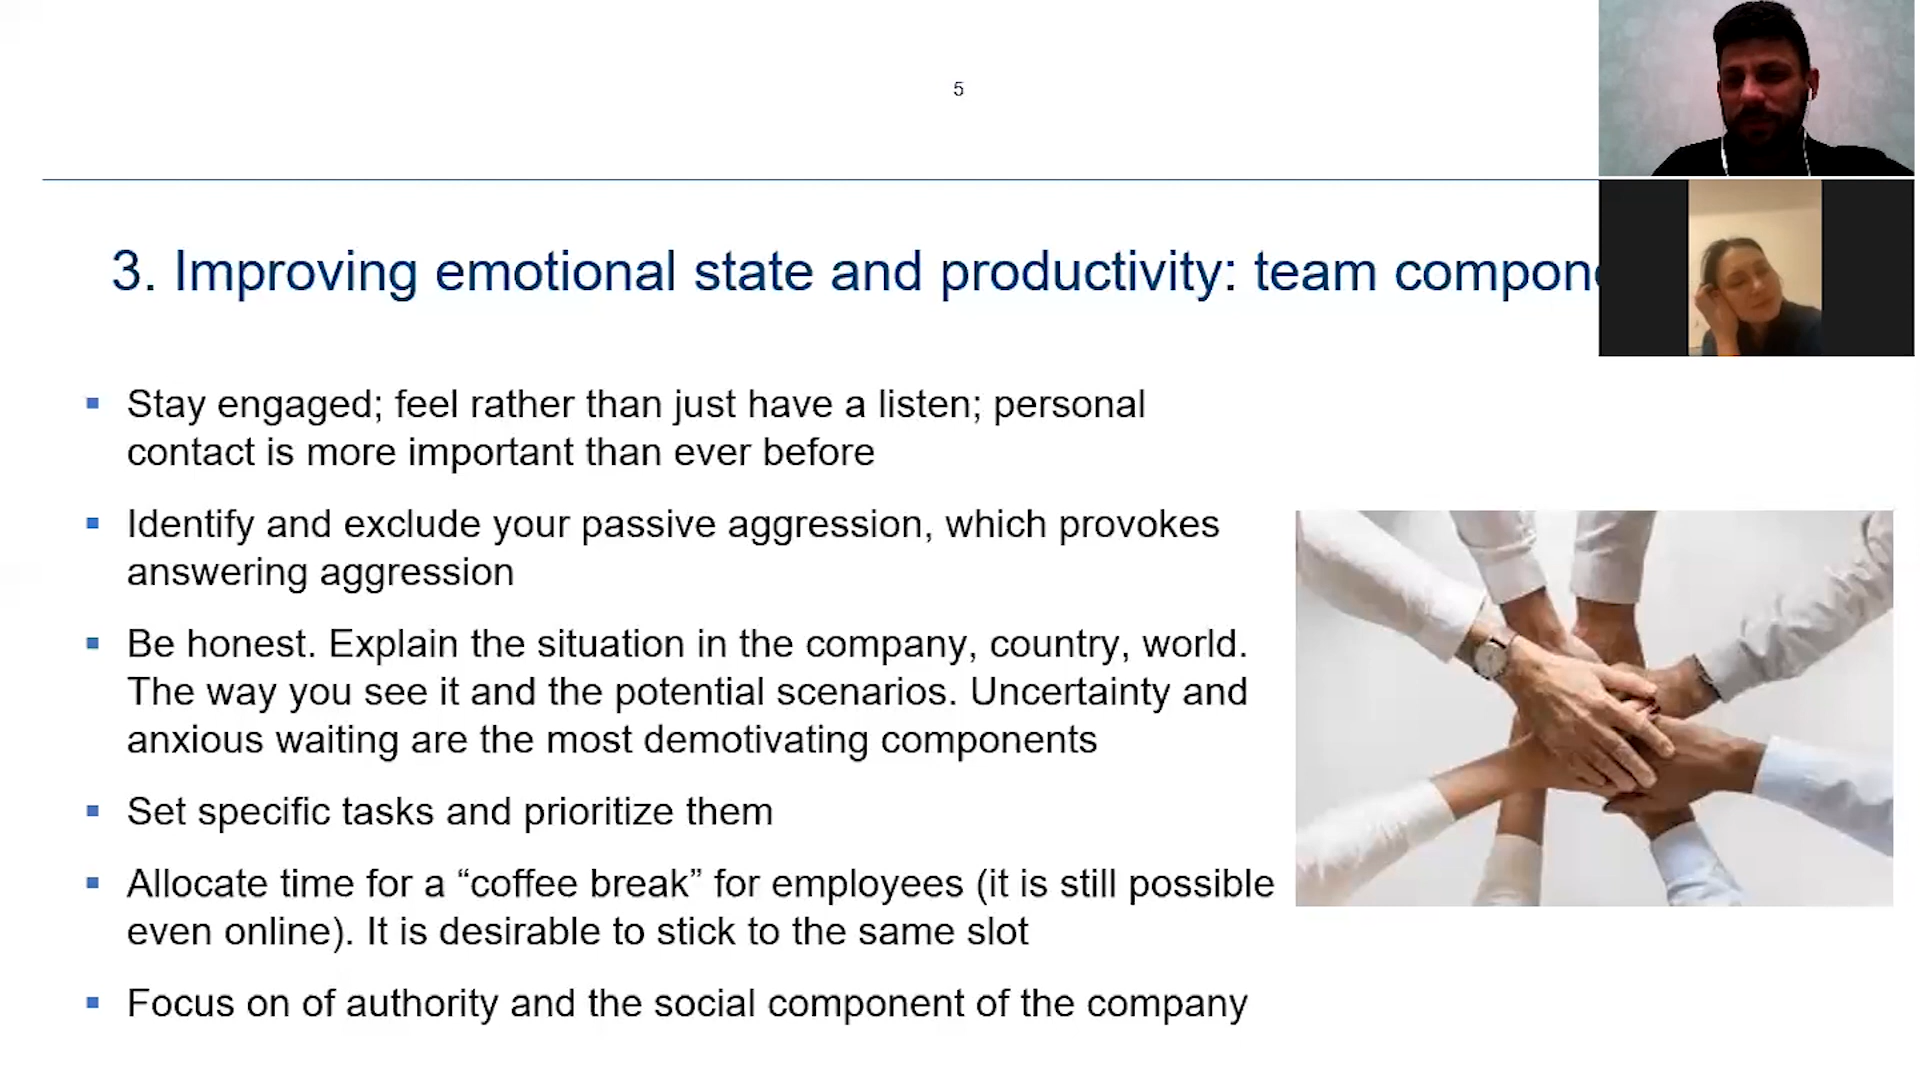 5
3. Improving emotional state and productivity: team compone
▪ Stay engaged; feel rather than just have a listen; personal
contact is more important than ever before
▪ Identify and exclude your passive aggression, which provokes
answering aggression
▪ Be honest. Explain the situation in the company, country, world.
The way you see it and the potential scenarios. Uncertainty and
anxious waiting are the most demotivating components
▪ Set specific tasks and prioritize them
▪ Allocate time for a “coffee break” for employees (it is still possible
even online). It is desirable to stick to the same slot
▪ Focus on of authority and the social component of the company